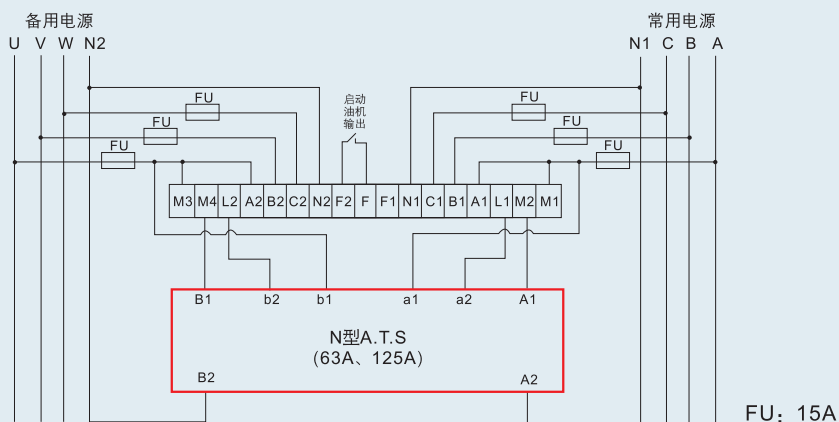 备用电源
常用电源
U V W N2
N1 C B A
FU
FU
FU
启动
油机
输出
FU
FU
FU
M3 M4 L2 A2 B2 C2 N2 F2 F F1 N1 C1 B1 A1 L1 M2 M1
B1 b2 b1 a1 a2 A1
N型A.T.S
(63A、125A)
B2 A2
FU：15A